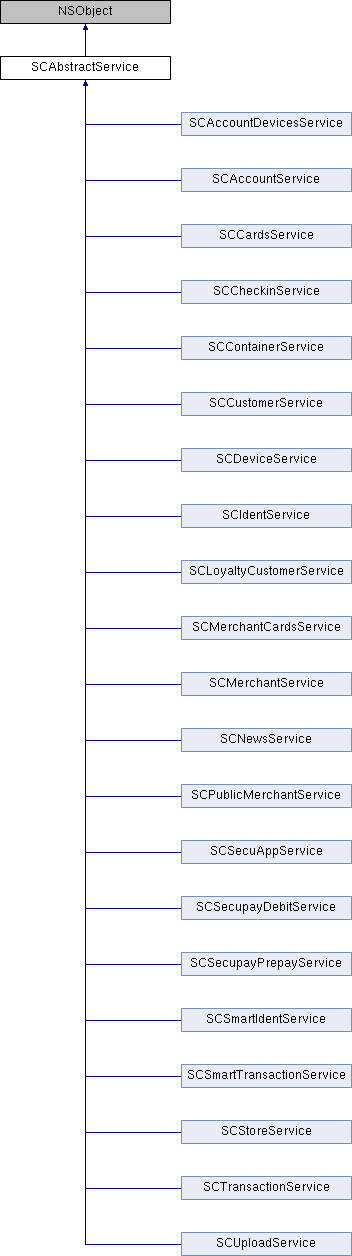 NSObject
SCAbstractService
SCAccountDevicesService
SCAccountService
SCCardsService
SCCheckinService
SCContainerService
SCCustomerService
SCDeviceService
SCIdentService
SCLoyaltyCustomerService
SCMerchantCardsService
SCMerchantService
SCNewsService
SCPublicMerchantService
SCSecuAppService
SCSecupayDebitService
SCSecupayPrepayService
SCSmartIdentService
SCSmartTransactionService
SCStoreService
SCTransactionService
SCUploadService